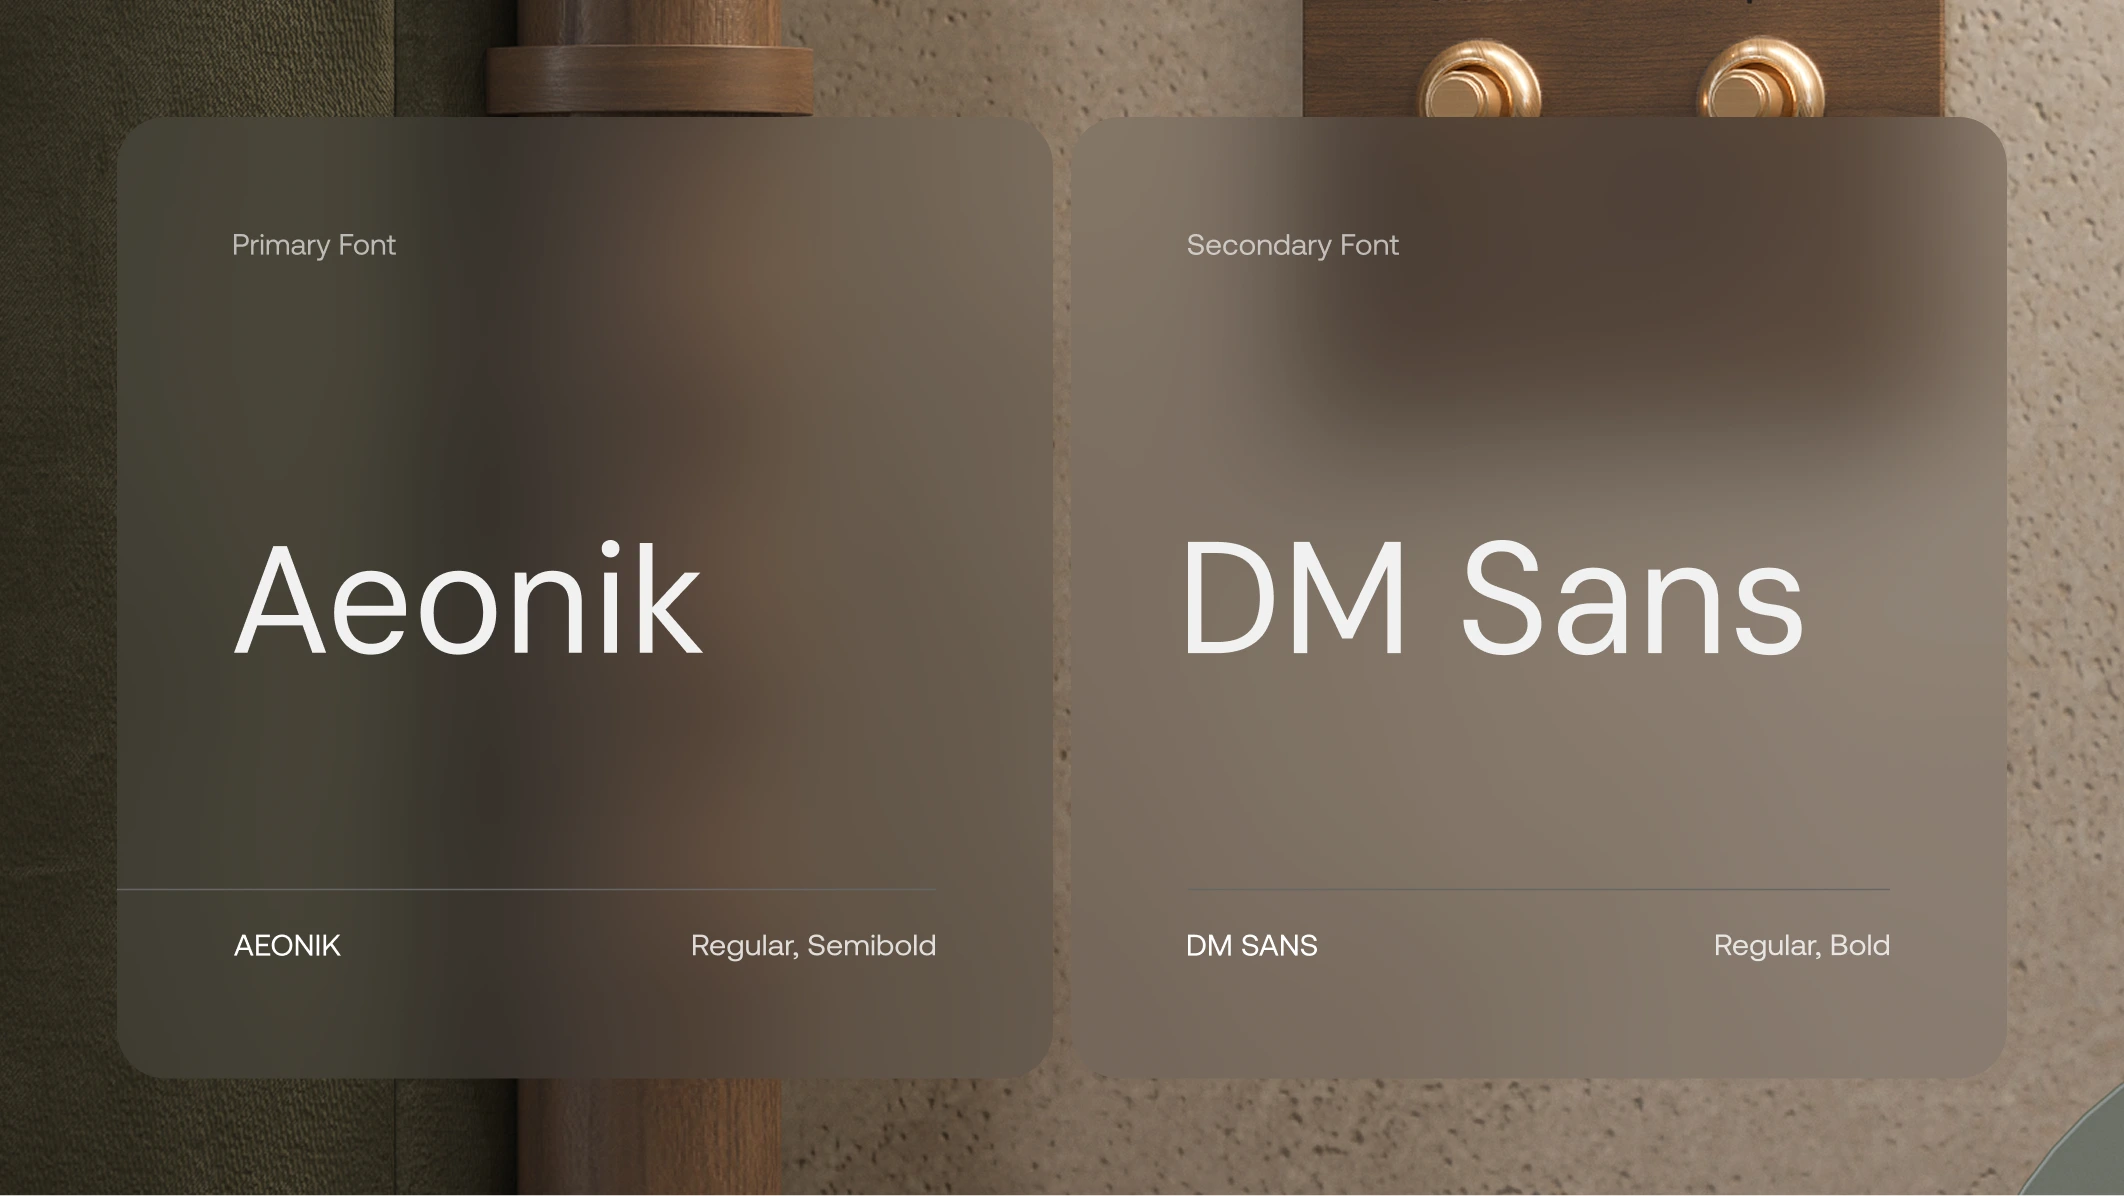 Primary Font
Aeonik
AEONIK
Regular, Semibold
Secondary Font
DM Sans
DM SANS
Regular, Bold